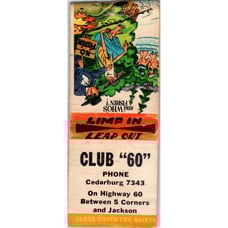 LIMP IN
LEAP OUT
CLUB "60"
PHONE
Cedarburg 7343
On Highway 60
Between 5 Corners
and Jackson
CLOSE COVER FOR SAFETY